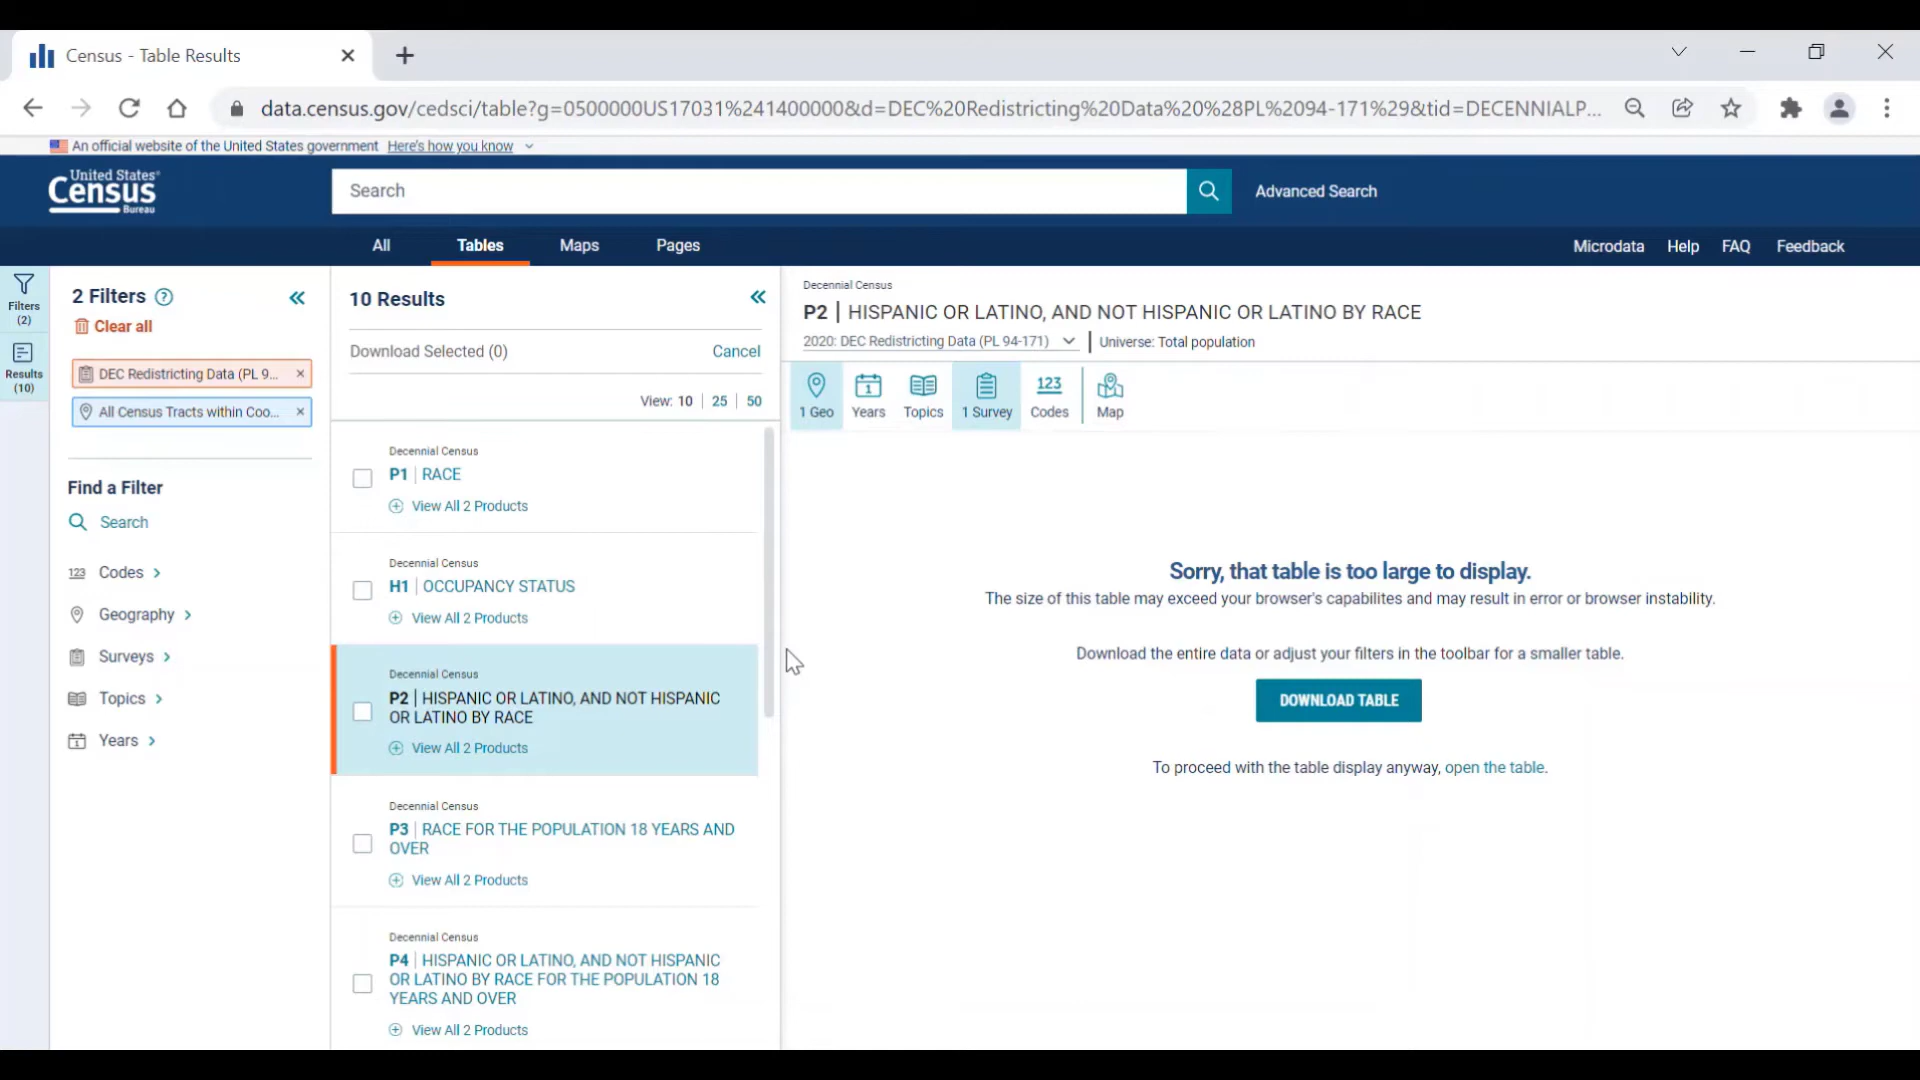 Census - Table Results
data.census.gov/cedsci/table?g=0500000US17031%241400000&d=DEC%20Redistricting%20Data%20%28PL%2094-171%29&tid=DECENNIALP...
An official website of the United States government Here's how you know
United States®
Census
Bureau
Search
Advanced Search
All
Tables
Maps
Pages
Microdata
Help
FAQ
Feedback
Filters
(2)
Results
(10)
2 Filters ?
Clear all
DEC Redistricting Data (PL 9... ×
All Census Tracts within Coo... ×
Find a Filter
Search
123 Codes
Geography
Surveys
Topics
1 Years
10 Results
Download Selected (0) Cancel
View: 10 | 25 | 50
Decennial Census
P1 | RACE
View All 2 Products
Decennial Census
H1 | OCCUPANCY STATUS
View All 2 Products
Decennial Census
P2 | HISPANIC OR LATINO, AND NOT HISPANIC
OR LATINO BY RACE
View All 2 Products
Decennial Census
P3 | RACE FOR THE POPULATION 18 YEARS AND
OVER
View All 2 Products
Decennial Census
P4 | HISPANIC OR LATINO, AND NOT HISPANIC
OR LATINO BY RACE FOR THE POPULATION 18
YEARS AND OVER
View All 2 Products
Decennial Census
P2 | HISPANIC OR LATINO, AND NOT HISPANIC OR LATINO BY RACE
2020: DEC Redistricting Data (PL 94-171) | Universe: Total population
1 Geo
1
Years
Topics
1 Survey
123
Codes
Map
Sorry, that table is too large to display.
The size of this table may exceed your browser's capabilites and may result in error or browser instability.
Download the entire data or adjust your filters in the toolbar for a smaller table.
DOWNLOAD TABLE
To proceed with the table display anyway, open the table.